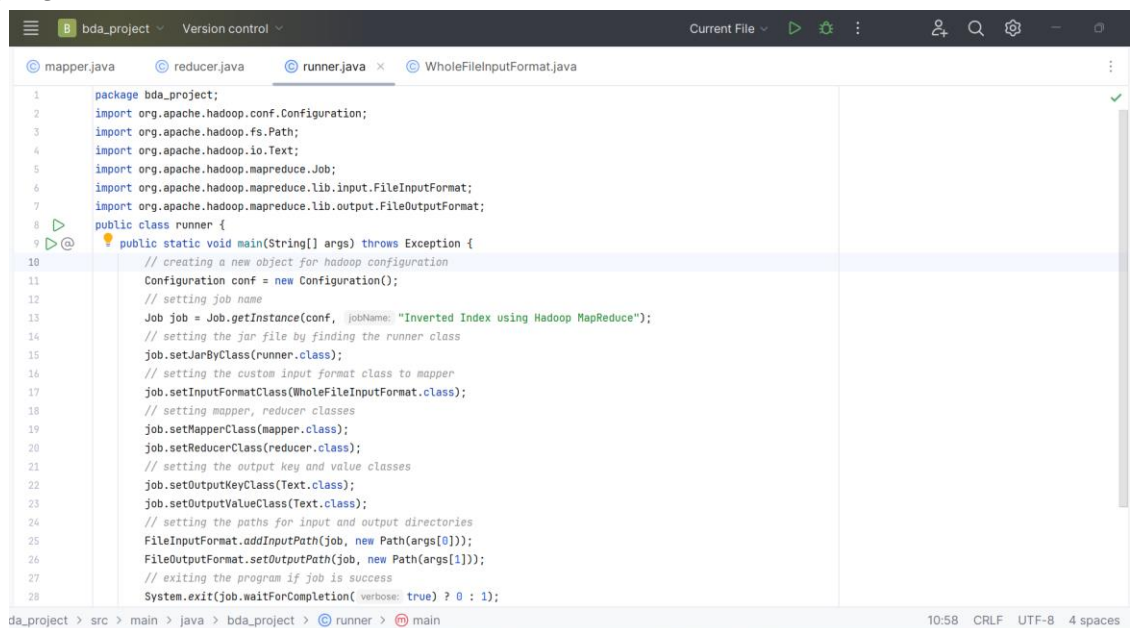 B bda_project Version control Current File
mapper.java reducer.java runner.java WholeFileInputFormat.java
1 package bda_project;
2 import org.apache.hadoop.conf.Configuration;
3 import org.apache.hadoop.fs.Path;
4 import org.apache.hadoop.io.Text;
5 import org.apache.hadoop.mapreduce.Job;
6 import org.apache.hadoop.mapreduce.lib.input.FileInputFormat;
7 import org.apache.hadoop.mapreduce.lib.output.FileOutputFormat;
8 public class runner {
9 public static void main(String[] args) throws Exception {
10 // creating a new object for hadoop configuration
11 Configuration conf = new Configuration();
12 // setting job name
13 Job job = Job.getInstance(conf, jobName: "Inverted Index using Hadoop MapReduce");
14 // setting the jar file by finding the runner class
15 job.setJarByClass(runner.class);
16 // setting the custom input format class to mapper
17 job.setInputFormatClass(WholeFileInputFormat.class);
18 // setting mapper, reducer classes
19 job.setMapperClass(mapper.class);
20 job.setReducerClass(reducer.class);
21 // setting the output key and value classes
22 job.setOutputKeyClass(Text.class);
23 job.setOutputValueClass(Text.class);
24 // setting the paths for input and output directories
25 FileInputFormat.addInputPath(job, new Path(args[0]));
26 FileOutputFormat.setOutputPath(job, new Path(args[1]));
27 // exiting the program if job is success
28 System.exit(job.waitForCompletion( verbose: true) ? 0 : 1);
da_project > src > main > java > bda_project > runner > main 10:58 CRLF UTF-8 4 spaces